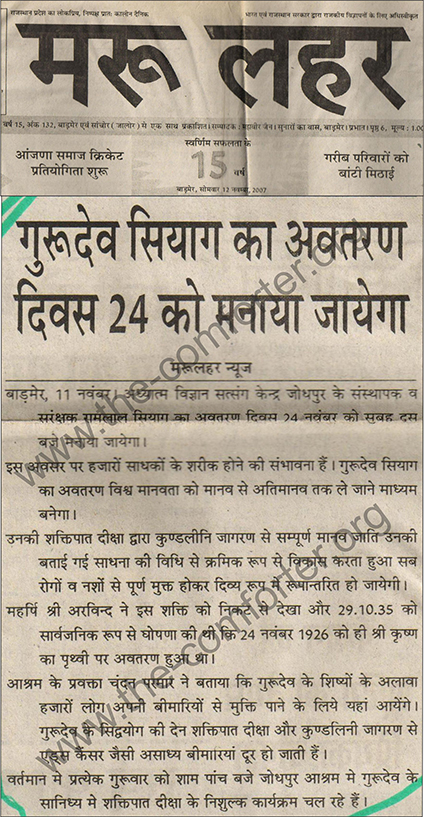 राजस्थान प्रदेश का लोकप्रिय, निष्पक्ष प्रातः कालीन दैनिक
भारत एवं राजस्थान सरकार द्वारा राजकीय विज्ञापनों के लिए अधिस्वीकृत
मरू लहर
वर्ष 15, अंक 132, बाड़मेर एवं सांचोर (जालोर) से एक साथ प्रकाशित। सम्पादक : महावीर जैन। सुनारों का वास, बाड़मेर। प्रभात। पृष्ठ 6, मूल्य : 1.00
आंजणा समाज क्रिकेट
प्रतियोगिता शुरू
स्वर्णिम सफलता के
15 वर्ष
गरीब परिवारों को
बांटी मिठाई
बाड़मेर, सोमवार 12 नवम्बर, 2007
गुरूदेव सियाग का अवतरण
दिवस 24 को मनाया जायेगा
मरूलहर न्यूज
बाड़मेर, 11 नवंबर। अध्यात्म विज्ञान सत्संग केन्द्र जोधपुर के संस्थापक व
सरंक्षक रामलाल सियाग का अवतरण दिवस 24 नवंबर को सुबह दस
बजे मनाया जायेगा।
इस अवसर पर हजारों साधकों के शरीक होने की संभावना हैं। गुरूदेव सियाग
का अवतरण विश्व मानवता को मानव से अतिमानव तक ले जाने माध्यम
बनेगा।
उनकी शक्तिपात दीक्षा द्वारा कुण्डलीनि जागरण से सम्पूर्ण मानव जाति उनकी
बताई गई साधना की विधि से क्रमिक रूप से विकास करता हुआ सब
रोगों व नशों से पूर्ण मुक्त होकर दिव्य रूप में रूपान्तरित हो जायेगी।
महर्षि श्री अरविन्द ने इस शक्ति को निकट से देखा और 29.10.35 को
सार्वजनिक रूप से घोषणा की थी कि 24 नवंबर 1926 को ही श्री कृष्ण
का पृथ्वी पर अवतरण हुआ था।
आश्रम के प्रवक्ता चंदन परमार ने बताया कि गुरूदेव के शिष्यों के अलावा
हजारों लोग अपनी बीमारियों से मुक्ति पाने के लिये यहां आयेंगे।
गुरूदेव के सिद्धयोग की देन शक्तिपात दीक्षा और कुण्डलिनी जागरण से
एड्स कैंसर जैसी असाध्य बीमारियां दूर हो जाती हैं।
वर्तमान मे प्रत्येक गुरूवार को शाम पांच बजे जोधपुर आश्रम मे गुरूदेव के
सानिध्य मे शक्तिपात दीक्षा के निशुल्क कार्यक्रम चल रहे हैं।
www.the-comforter.org
www.the-comforter.org